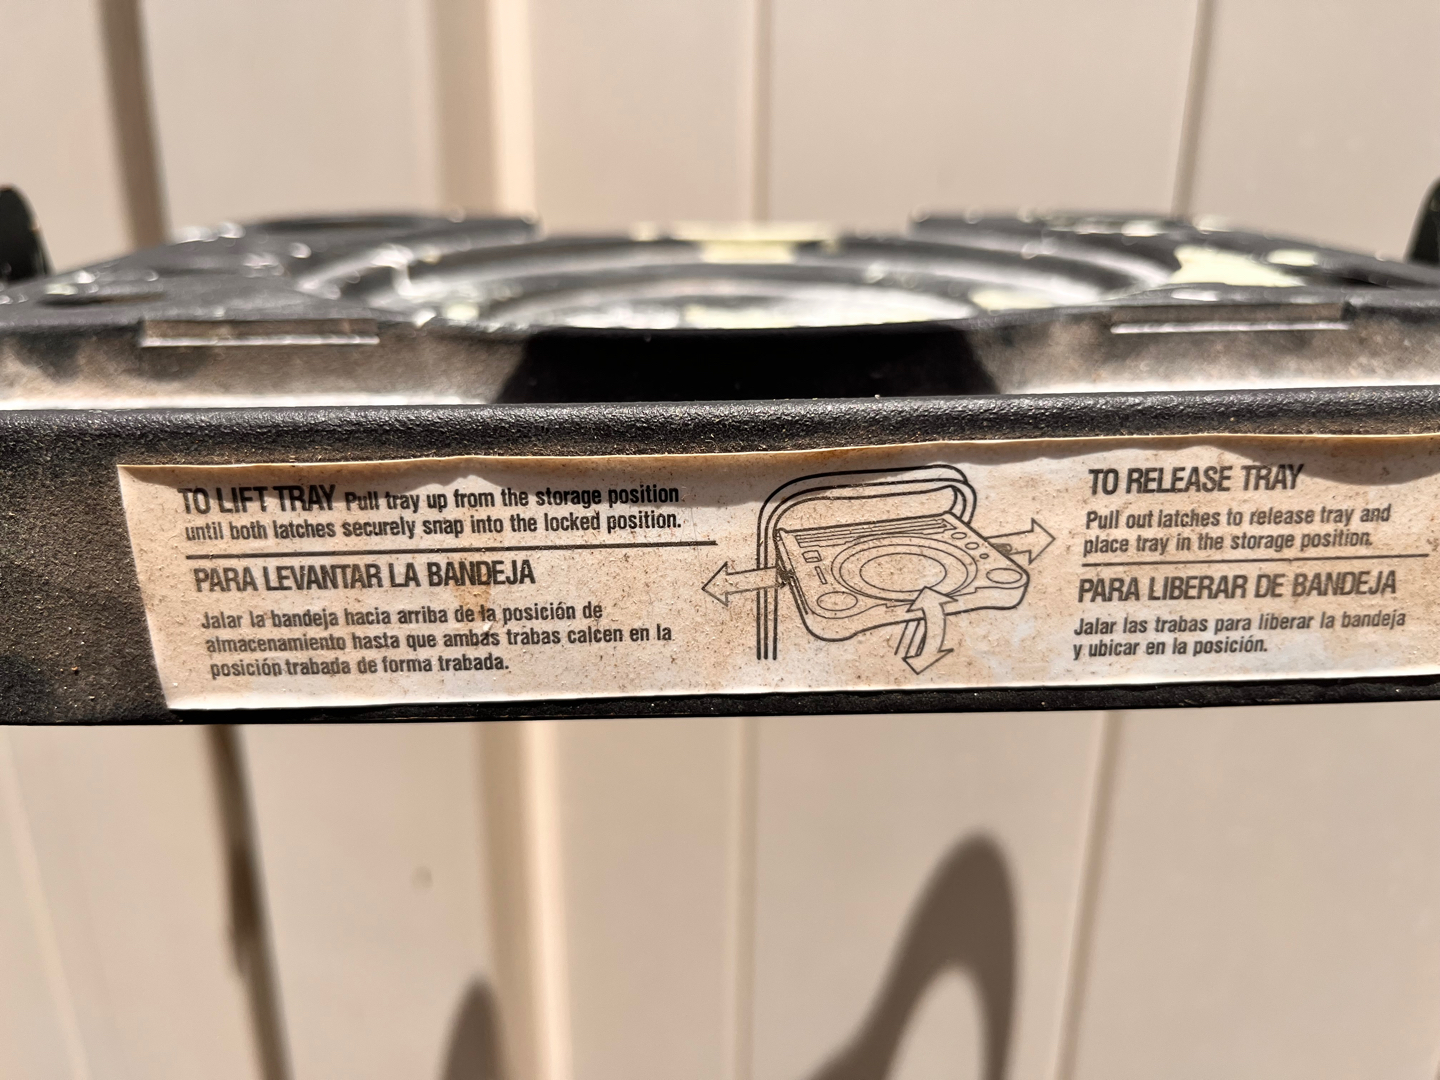 TO LIFT TRAY Pull tray up from the storage position
until both latches securely snap into the locked position.
PARA LEVANTAR LA BANDEJA
Jalar la bandeja hacia arriba de la posición de
almacenamiento hasta que ambas trabas calcen en la
posición trabada de forma trabada.
TO RELEASE TRAY
Pull out latches to release tray and
place tray in the storage position.
PARA LIBERAR DE BANDEJA
Jalar las trabas para liberar la bandeja
y ubicar en la posición.